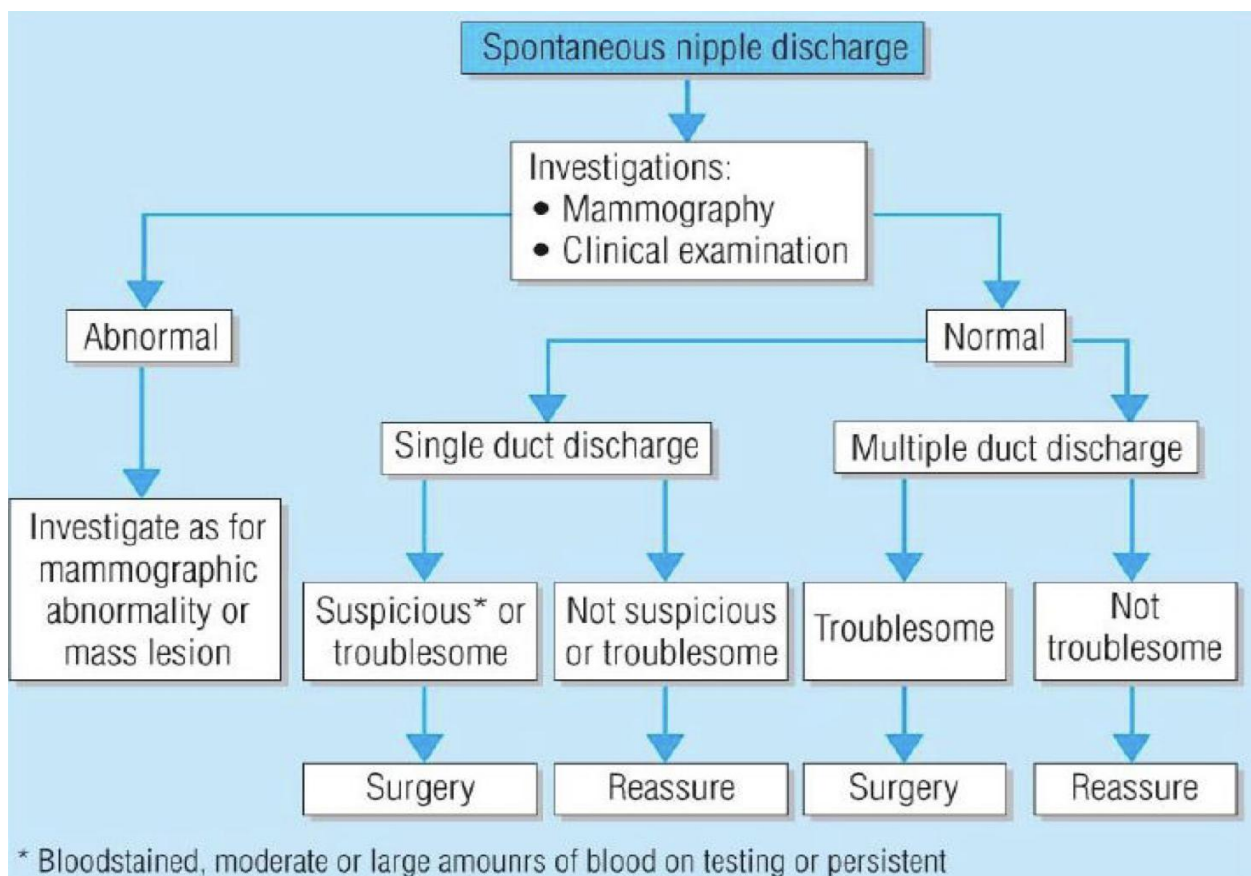 Spontaneous nipple discharge
Investigations:
• Mammography
• Clinical examination
Abnormal
Normal
Single duct discharge
Multiple duct discharge
Investigate as for
mammographic
abnormality or
mass lesion
Suspicious* or
troublesome
Not suspicious
or troublesome
Troublesome
Not
troublesome
Surgery
Reassure
Surgery
Reassure
* Bloodstained, moderate or large amounrs of blood on testing or persistent